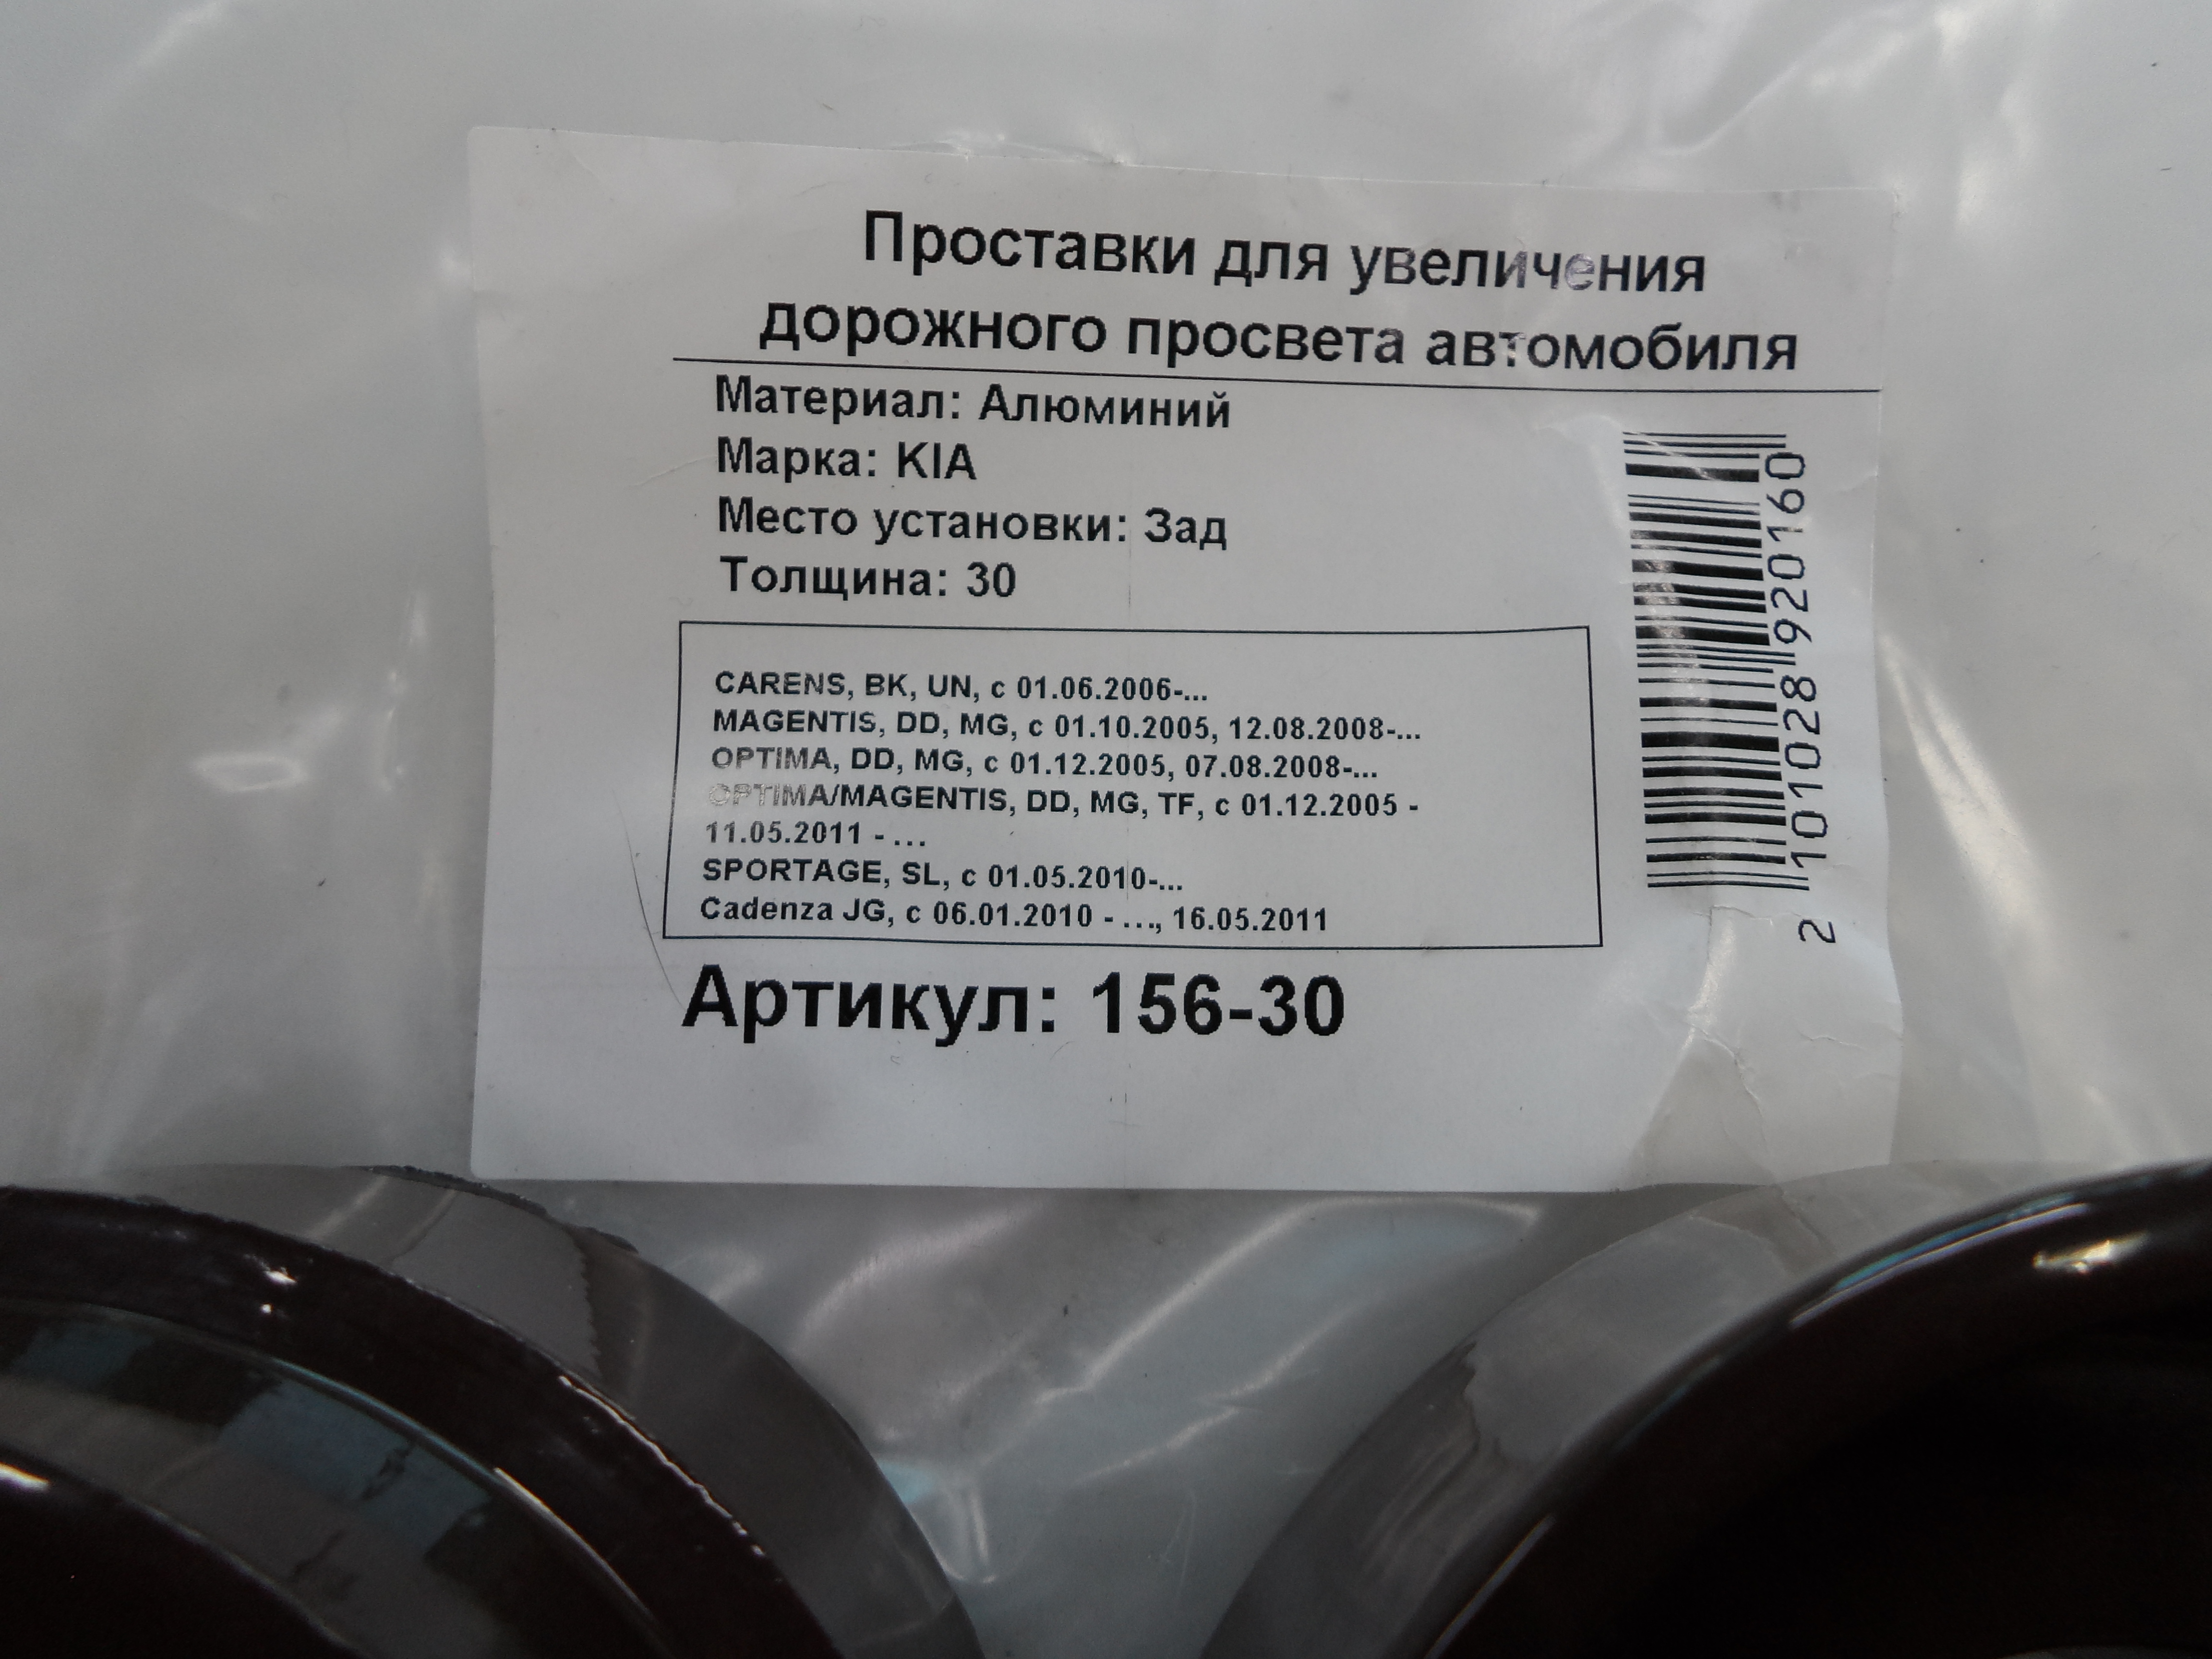 Проставки для увеличения
дорожного просвета автомобиля
Материал: Алюминий
Марка: KIA
Место установки: Зад
Толщина: 30
CARENS, BK, UN, с 01.06.2006-...
MAGENTIS, DD, MG, с 01.10.2005, 12.08.2008-...
OPTIMA, DD, MG, с 01.12.2005, 07.08.2008-...
OPTIMA/MAGENTIS, DD, MG, TF, с 01.12.2005 -
11.05.2011 - ...
SPORTAGE, SL, с 01.05.2010-...
Cadenza JG, с 06.01.2010 - ..., 16.05.2011
Артикул: 156-30
2 101028 920160